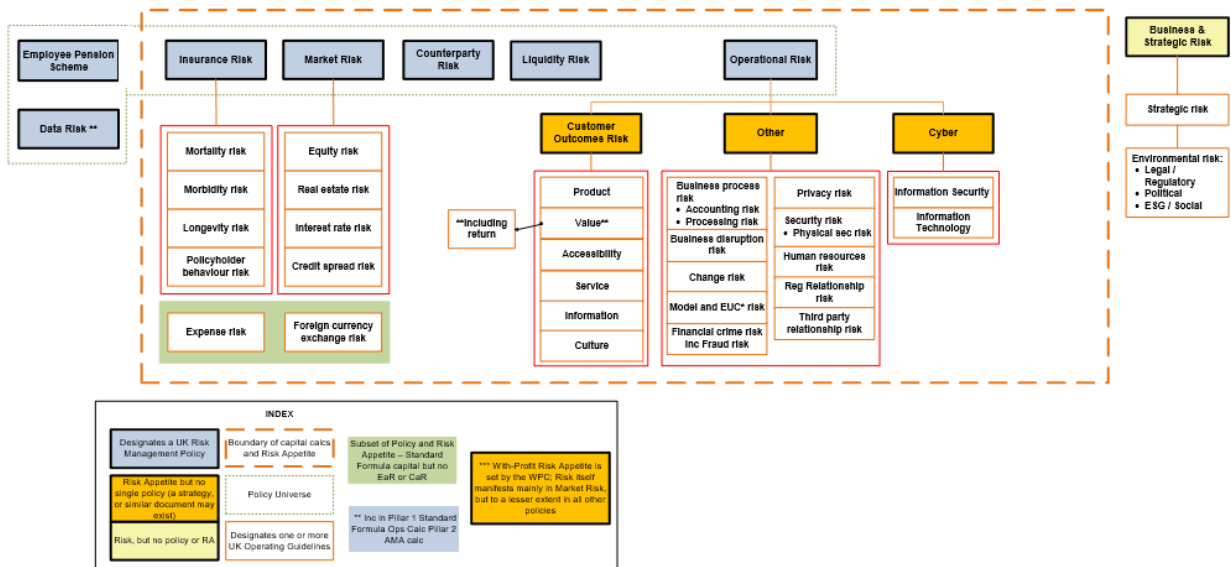 Employee Pension
Scheme
Data Risk **
Insurance Risk
Market Risk
Counterparty
Risk
Liquidity Risk
Operational Risk
Business &
Strategic Risk
Mortality risk
Morbidity risk
Longevity risk
Policyholder
behaviour risk
Expense risk
Equity risk
Real estate risk
Interest rate risk
Credit spread risk
Foreign currency
exchange risk
Customer
Outcomes Risk
Other
Cyber
**Including
return
Product
Value**
Accessibility
Service
Information
Culture
Business process
risk
• Accounting risk
• Processing risk
Business disruption
risk
Change risk
Model and EUC* risk
Financial crime risk
Inc Fraud risk
Privacy risk
Security risk
• Physical sec risk
Human resources
risk
Reg Relationship
risk
Third party
relationship risk
Information Security
Information
Technology
Strategic risk
Environmental risk:
• Legal /
Regulatory
• Political
• ESG / Social
INDEX
Designates a UK Risk
Management Policy
Risk Appetite but no
single policy (a strategy,
or similar document may
exist)
Risk, but no policy or RA
Boundary of capital calcs
and Risk Appetite
Policy Universe
Designates one or more
UK Operating Guidelines
Subset of Policy and Risk
Appetite – Standard
Formula capital but no
EaR or CaR
** Inc in Pillar 1 Standard
Formula Ops Calc Pillar 2
AMA calc
*** With-Profit Risk Appetite is
set by the WPC; Risk Itself
manifests mainly in Market Risk,
but to a lesser extent in all other
policies